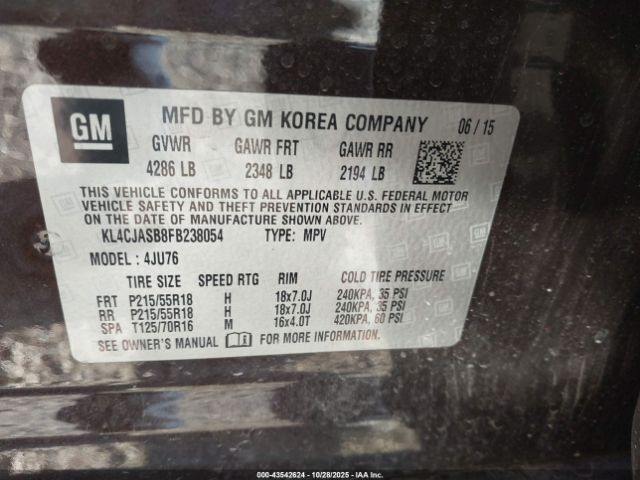 GM
MFD BY GM KOREA COMPANY 06 / 15
GVWR GAWR FRT GAWR RR
4286 LB 2348 LB 2194 LB
THIS VEHICLE CONFORMS TO ALL APPLICABLE U.S. FEDERAL MOTOR
VEHICLE SAFETY AND THEFT PREVENTION STANDARDS IN EFFECT ON
THE DATE OF MANUFACTURE SHOWN ABOVE.
KL4CJASB8FB238054 TYPE: MPV
MODEL : 4JU76
TIRE SIZE SPEED RTG RIM COLD TIRE PRESSURE
FRT P215/55R18 H 18x7.0J 240KPA, 35 PSI
RR P215/55R18 H 18x7.0J 240KPA, 35 PSI
SPA T125/70R16 M 16x4.0T 420KPA, 60 PSI
SEE OWNER'S MANUAL FOR MORE INFORMATION.
000-43542624 - 10/28/2025 - IAA Inc.